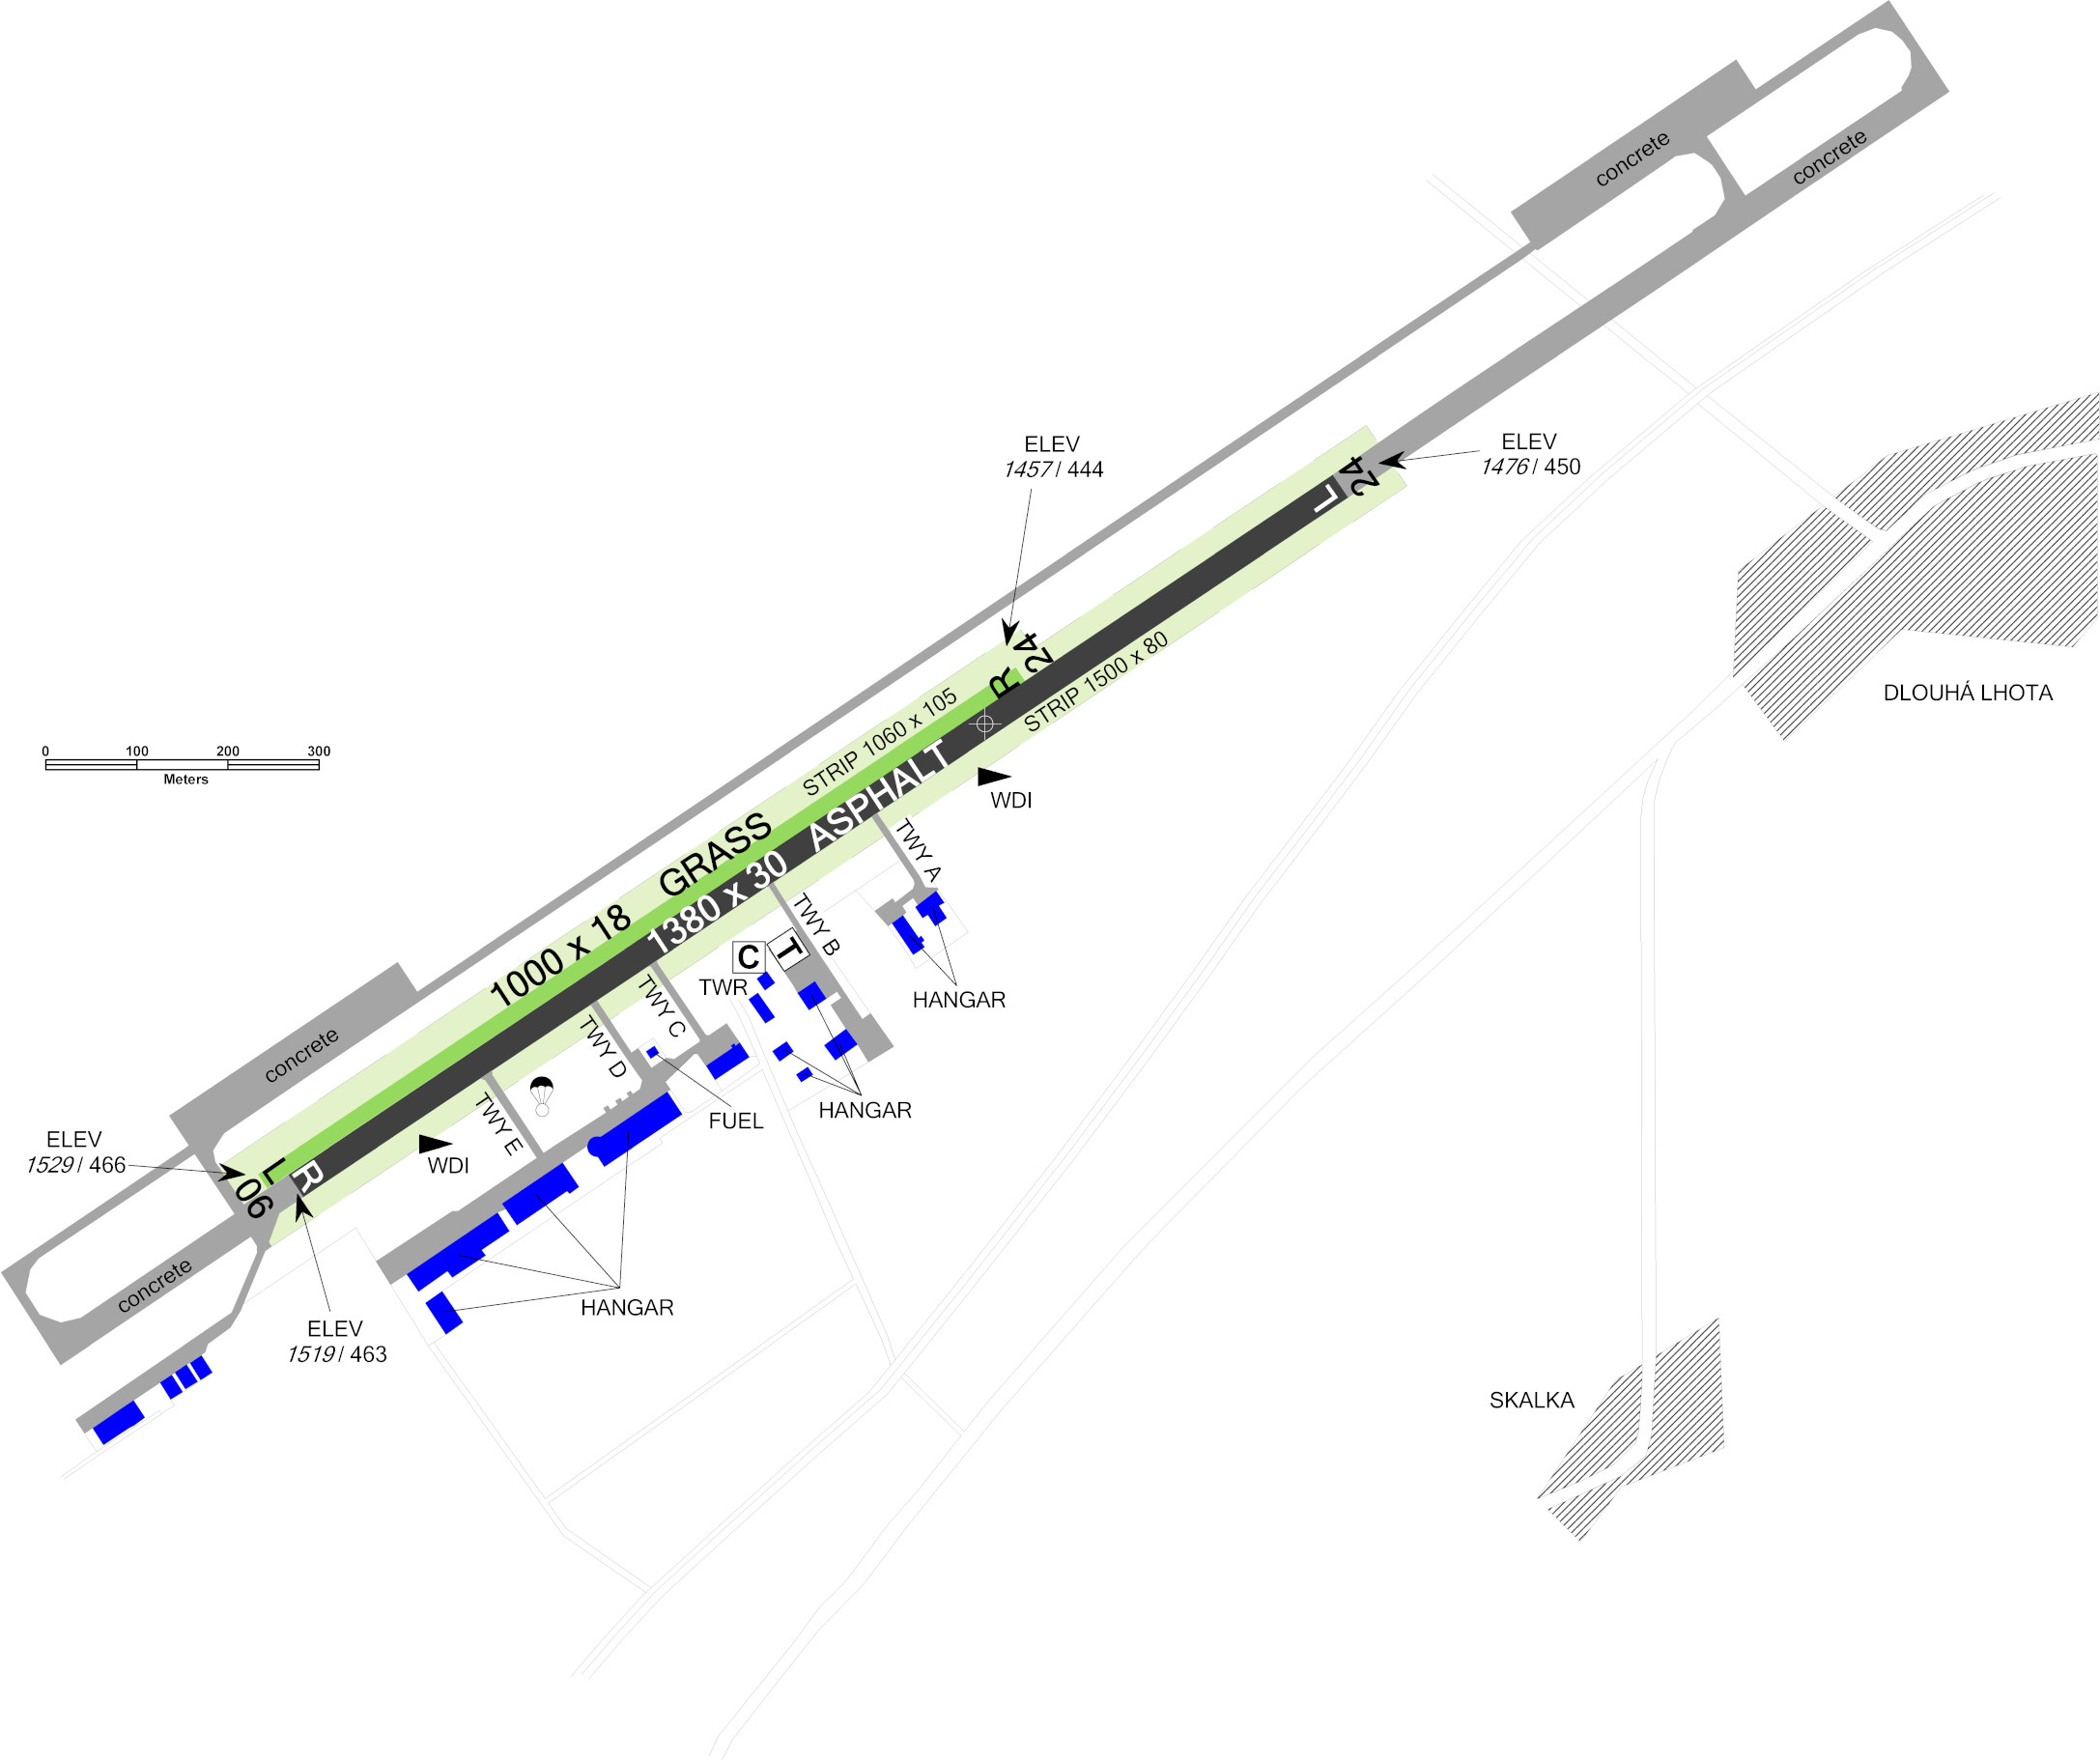 concrete
concrete
ELEV
1457 / 444
ELEV
1476 / 450
24
L
24
R
STRIP 1500 x 80
STRIP 1060 x 105
DLOUHÁ LHOTA
0 100 200 300
Meters
WDI
1000 x 18 GRASS
1380 x 30 ASPHALT
TWY A
TWY B
C
T
TWR
TWY C
HANGAR
TWY D
concrete
TWY E
FUEL
HANGAR
ELEV
1529 / 466
WDI
L
R
06
concrete
HANGAR
ELEV
1519 / 463
SKALKA